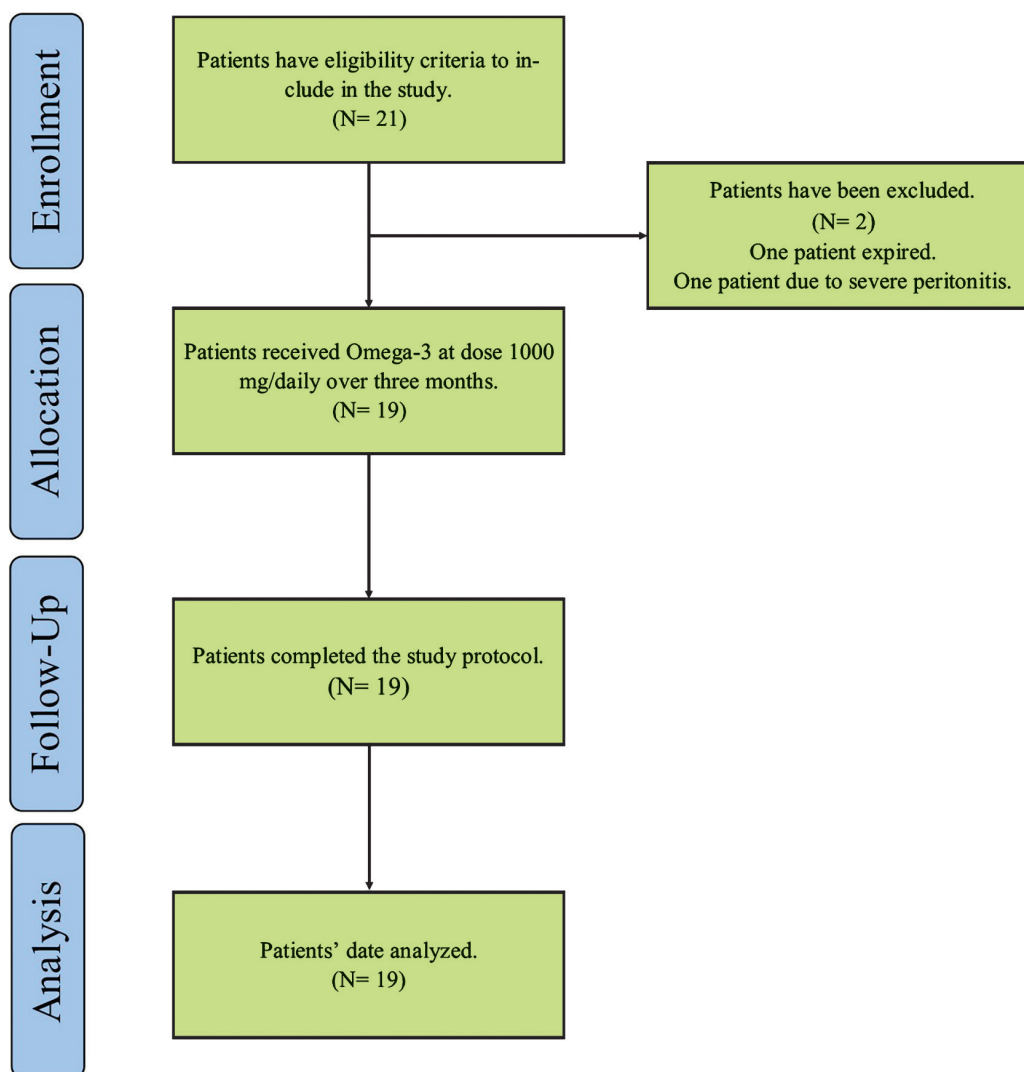 Enrollment
Patients have eligibility criteria to in-
clude in the study.
(N= 21)
Patients have been excluded.
(N= 2)
One patient expired.
One patient due to severe peritonitis.
Allocation
Patients received Omega-3 at dose 1000
mg/daily over three months.
(N= 19)
Follow-Up
Patients completed the study protocol.
(N= 19)
Analysis
Patients’ date analyzed.
(N= 19)